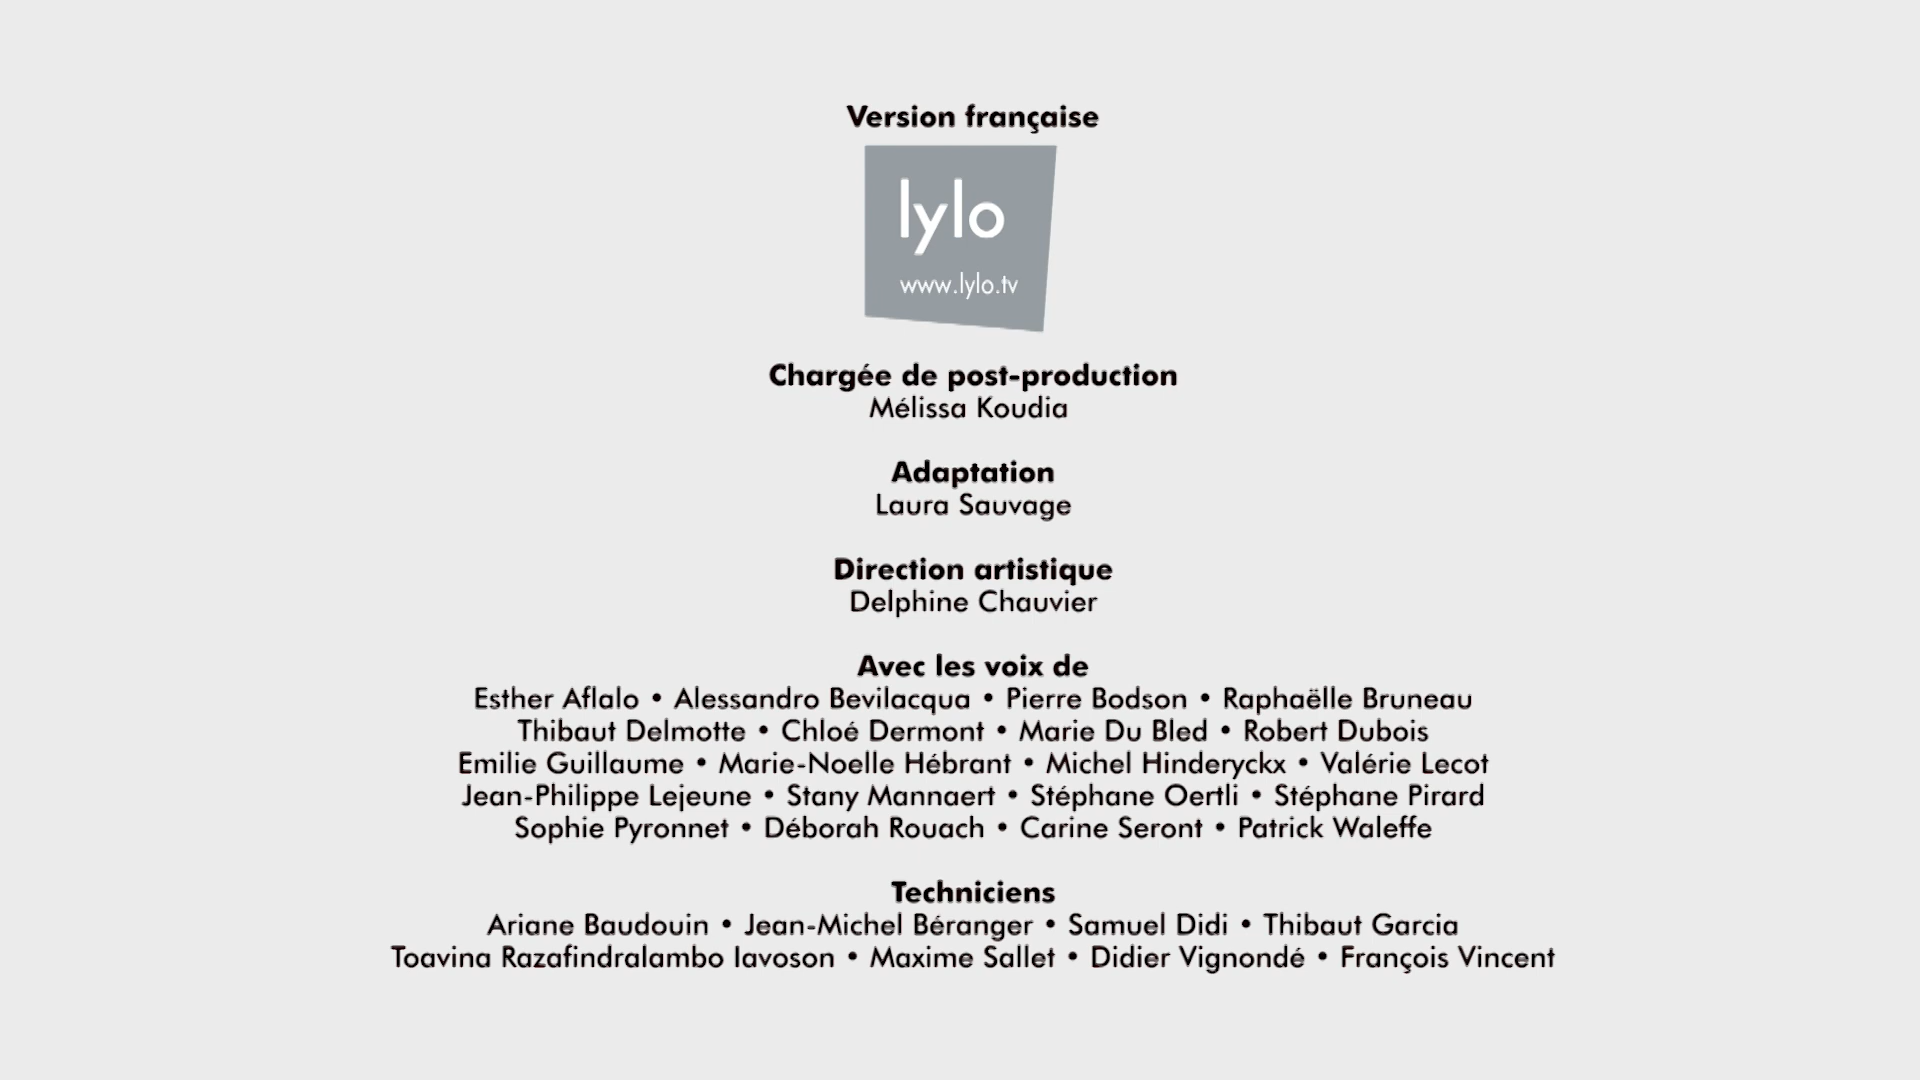 Version française
lylo
www.lylo.tv
Chargée de post-production
Mélissa Koudia
Adaptation
Laura Sauvage
Direction artistique
Delphine Chauvier
Avec les voix de
Esther Aflalo • Alessandro Bevilacqua • Pierre Bodson • Raphaëlle Bruneau
Thibaut Delmotte • Chloé Dermont • Marie Du Bled • Robert Dubois
Emilie Guillaume • Marie-Noelle Hébrant • Michel Hinderyckx • Valérie Lecot
Jean-Philippe Lejeune • Stany Mannaert • Stéphane Oertli • Stéphane Pirard
Sophie Pyronnet • Déborah Rouach • Carine Seront • Patrick Waleffe
Techniciens
Ariane Baudouin • Jean-Michel Béranger • Samuel Didi • Thibaut Garcia
Toavina Razafindralambo Iavoson • Maxime Sallet • Didier Vignondé • François Vincent